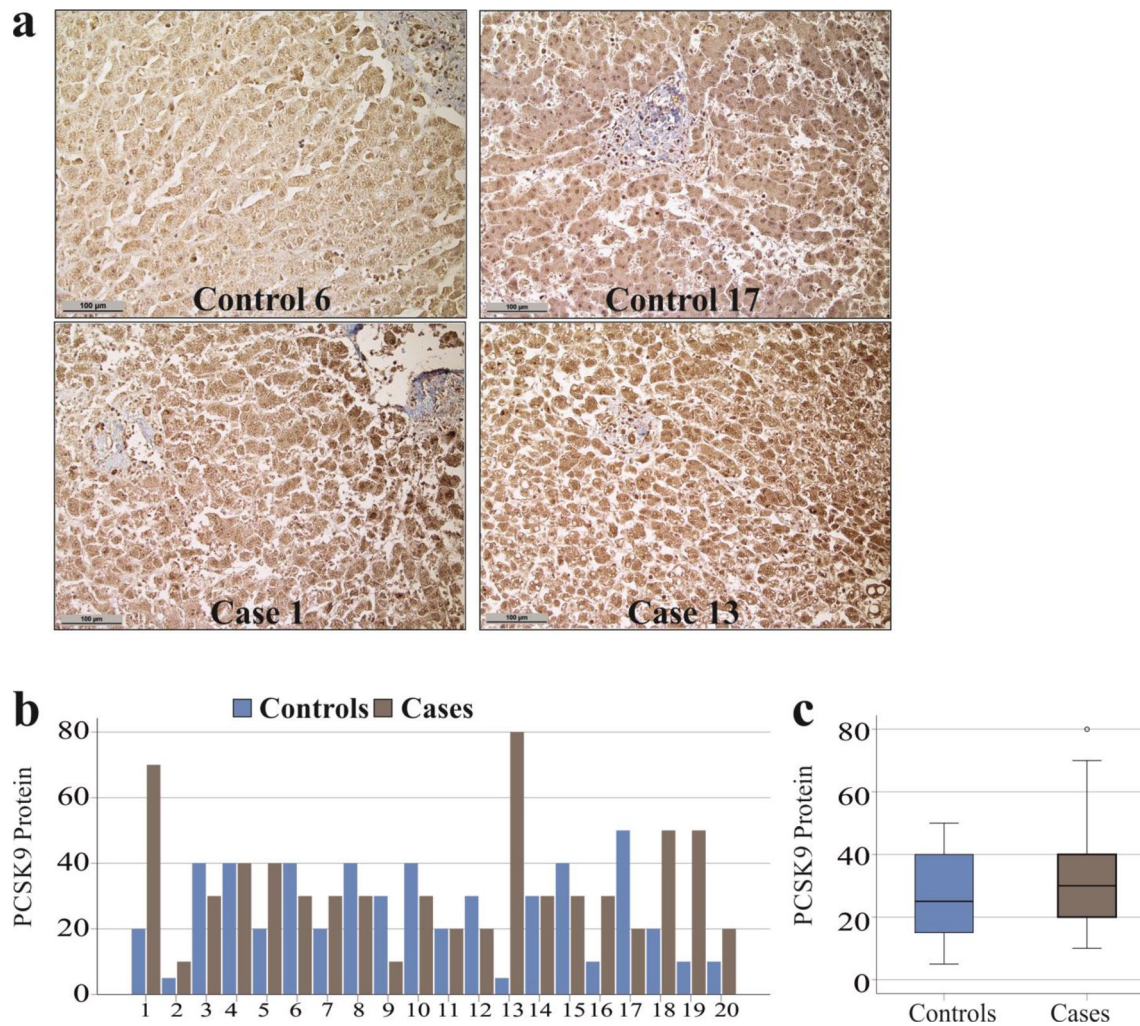 a
Control 6
100 µm
Control 17
100 µm
Case 1
100 µm
Case 13
100 µm
b
Controls Cases
PCSK9 Protein
80
60
40
20
0
1 2 3 4 5 6 7 8 9 10 11 12 13 14 15 16 17 18 19 20
c
PCSK9 Protein
80
60
40
20
0
Controls Cases